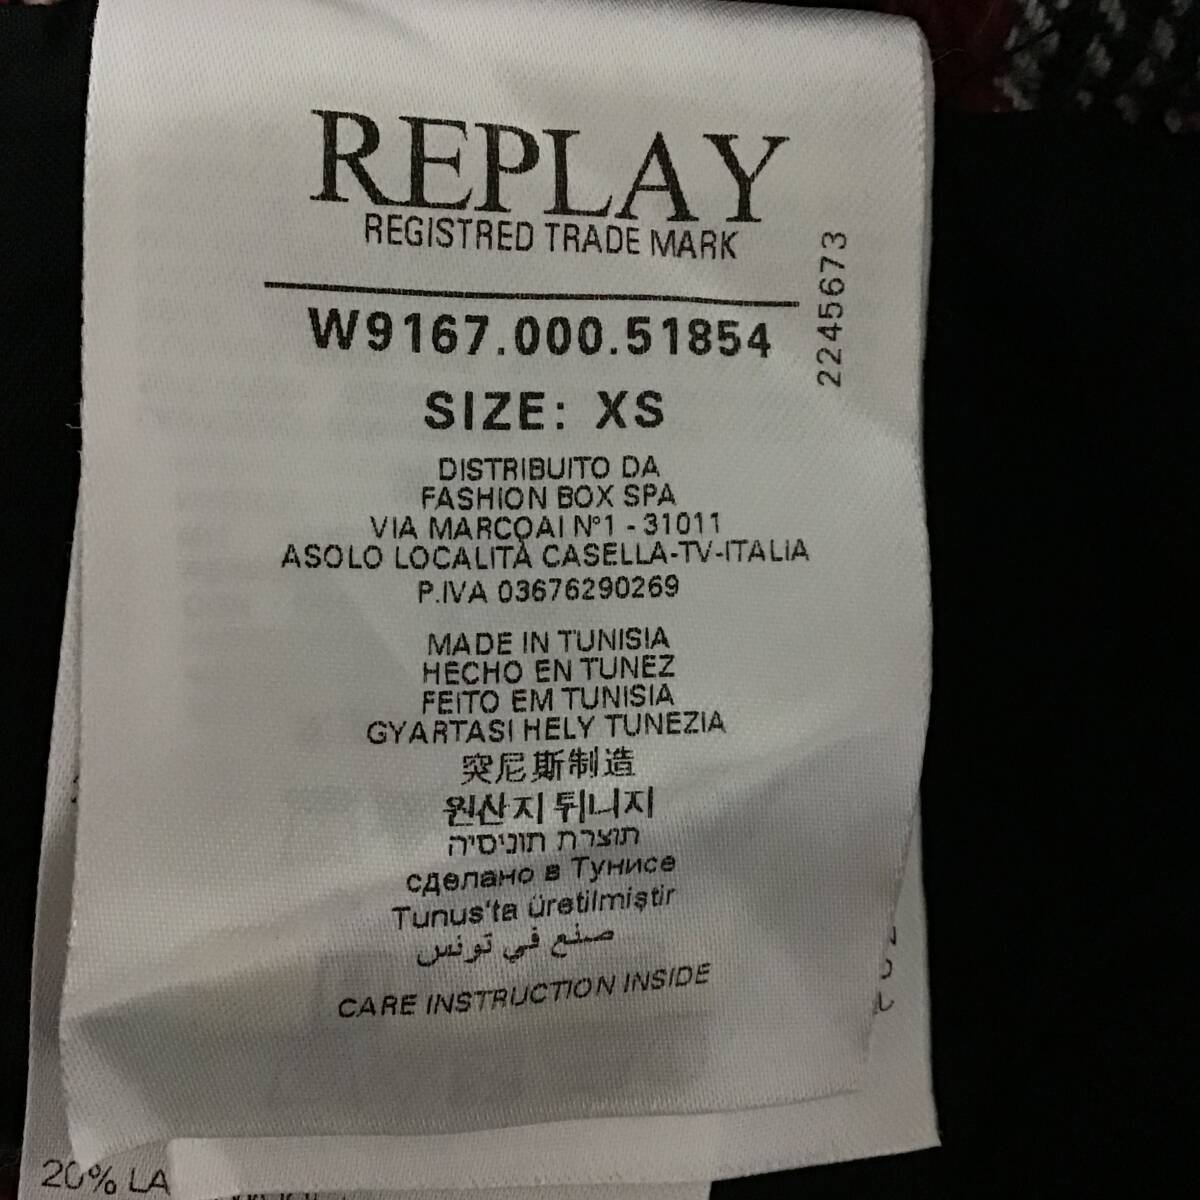 REPLAY
REGISTRED TRADE MARK
2245673
W9167.000.51854
SIZE: XS
DISTRIBUITO DA
FASHION BOX SPA
VIA MARCOAI N°1 - 31011
ASOLO LOCALITÀ CASELLA-TV-ITALIA
P.IVA 03676290269
MADE IN TUNISIA
HECHO EN TUNEZ
FEITO EM TUNISIA
GYARTASI HELY TUNEZIA
突尼斯制造
원산지 튀니지
תוצרת תוניסיה
сделано в Тунисе
Tunus'ta üretilmiştir
صنع في تونس
CARE INSTRUCTION INSIDE
20% LA